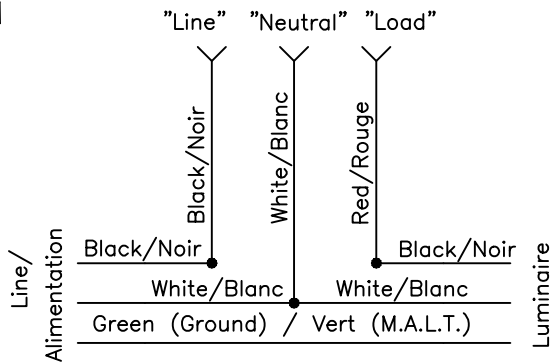 "Line" "Neutral" "Load"
Black/Noir
White/Blanc
Red/Rouge
Line/
Alimentation
Black/Noir
Black/Noir
White/Blanc
White/Blanc
Green (Ground) / Vert (M.A.L.T.)
Luminaire